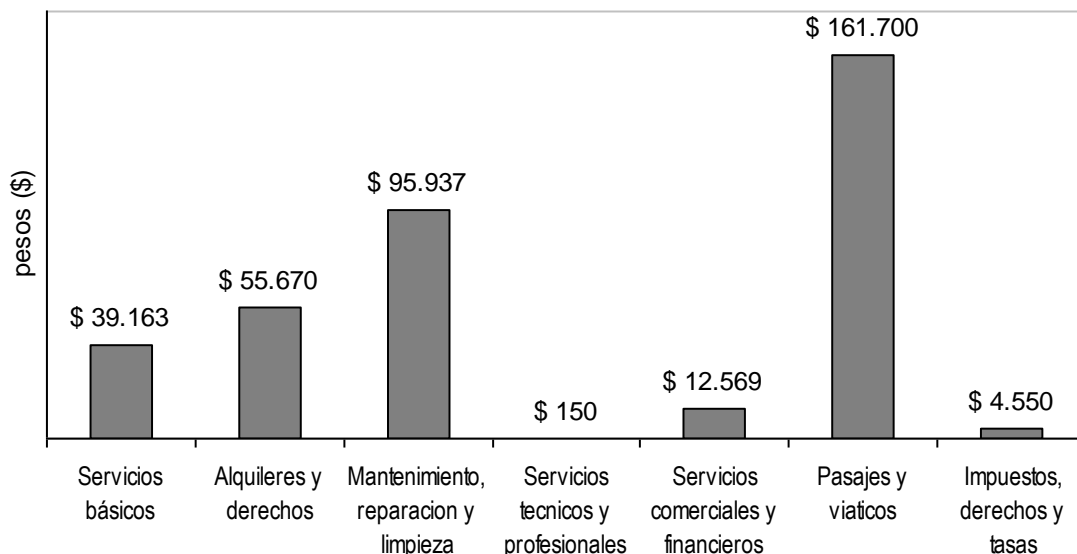 $ 161.700
$ 95.937
$ 55.670
$ 39.163
$ 12.569
$ 4.550
$ 150
pesos ($)
Servicios básicos
Alquileres y derechos
Mantenimiento, reparacion y limpieza
Servicios tecnicos y profesionales
Servicios comerciales y financieros
Pasajes y viaticos
Impuestos, derechos y tasas